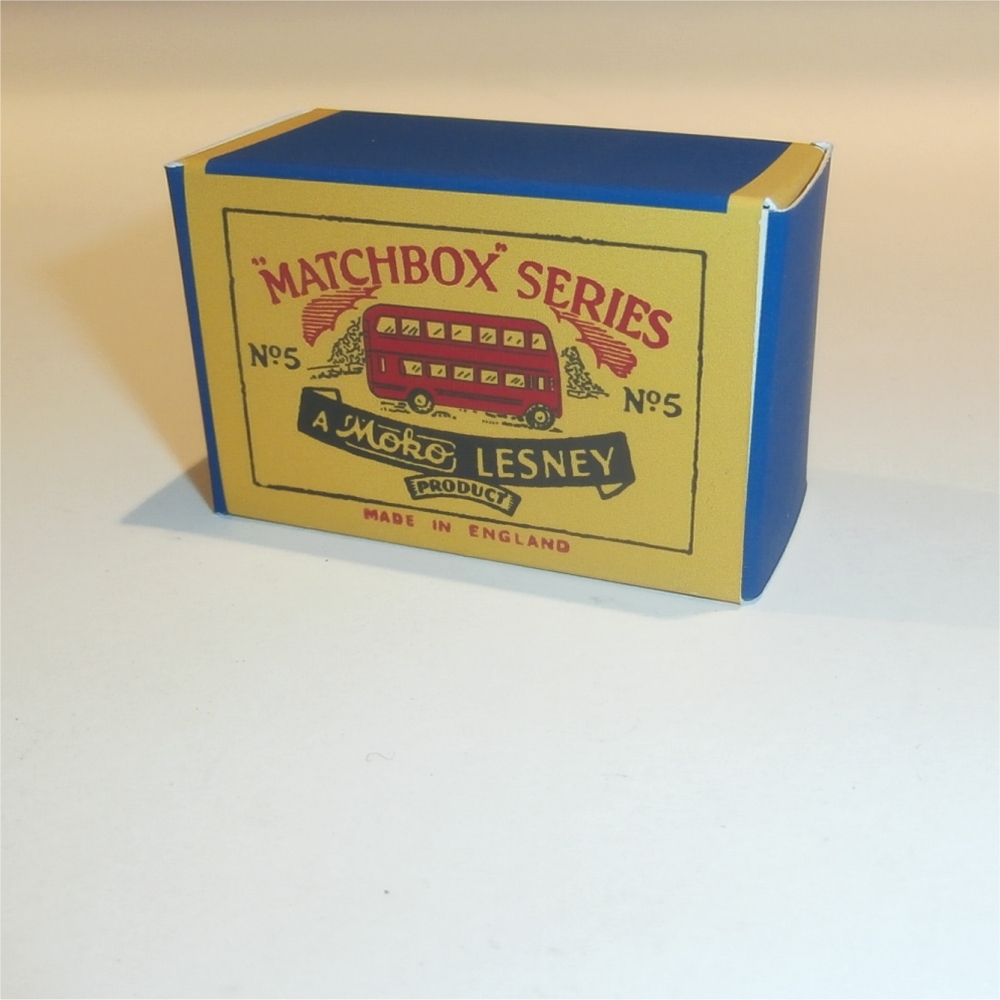 "MATCHBOX" SERIES
Nº5
Nº5
A Moko LESNEY
PRODUCT
MADE IN ENGLAND